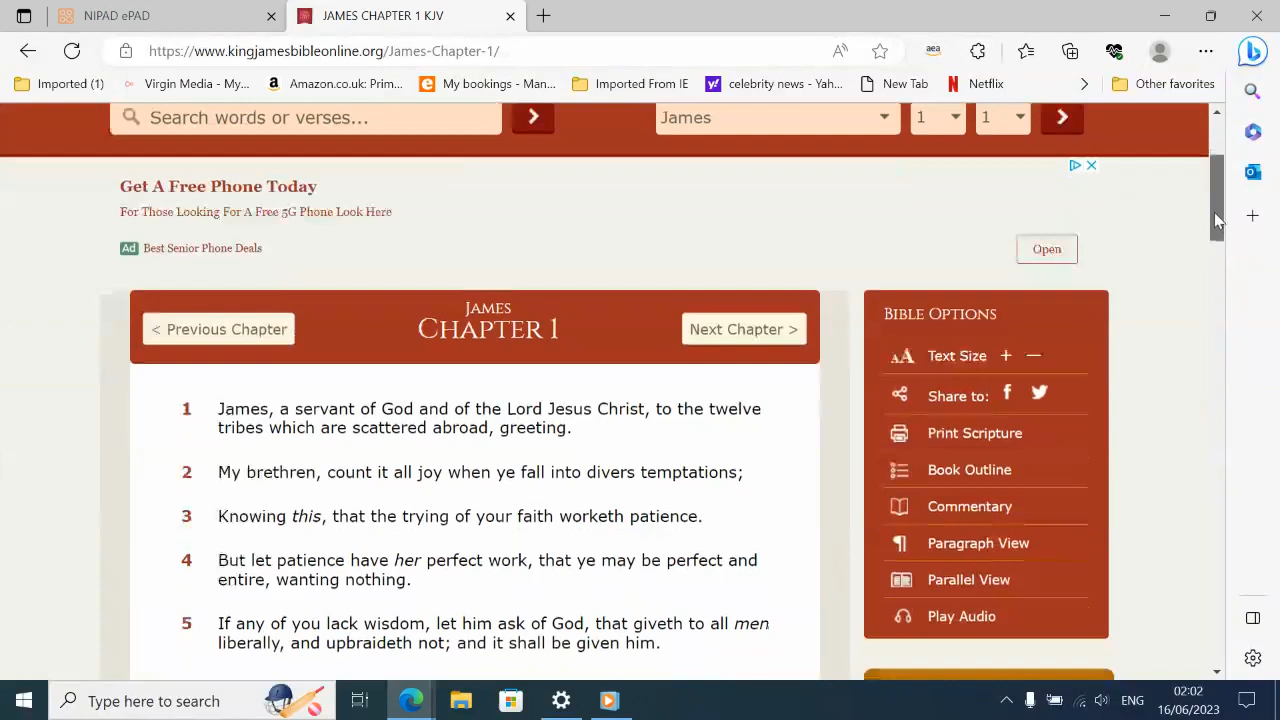 NIPAD ePAD
JAMES CHAPTER 1 KJV
https://www.kingjamesbibleonline.org/James-Chapter-1/
aea
Imported (1)
Virgin Media - My...
Amazon.co.uk: Prim...
My bookings - Man...
Imported From IE
celebrity news - Yan...
New Tab
Netflix
Other favorites
Search words or verses...
James
1
1
Get A Free Phone Today
For Those Looking For A Free 5G Phone Look Here
Ad Best Senior Phone Deals
Open
< Previous Chapter
James
Chapter 1
Next Chapter >
1 James, a servant of God and of the Lord Jesus Christ, to the twelve
tribes which are scattered abroad, greeting.
2 My brethren, count it all joy when ye fall into divers temptations;
3 Knowing this, that the trying of your faith worketh patience.
4 But let patience have her perfect work, that ye may be perfect and
entire, wanting nothing.
5 If any of you lack wisdom, let him ask of God, that giveth to all men
liberally, and upbraideth not; and it shall be given him.
Bible Options
Text Size + —
Share to:
Print Scripture
Book Outline
Commentary
Paragraph View
Parallel View
Play Audio
Type here to search
ENG
02:02
16/06/2023